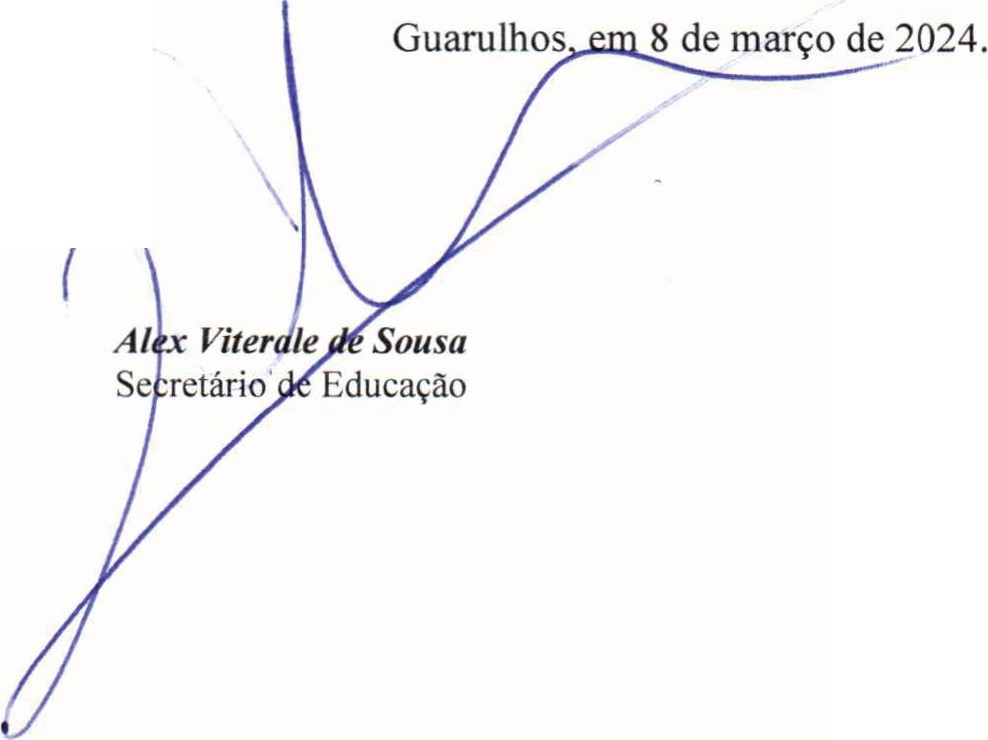 Guarulhos, em 8 de março de 2024.
Alex Viterale de Sousa
Secretário de Educação